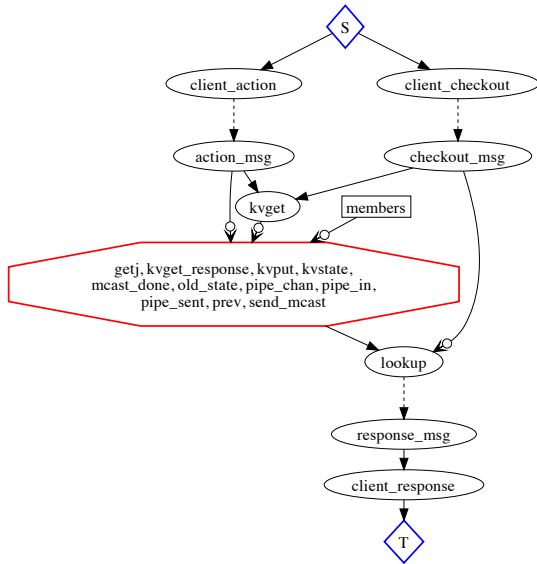 S
client_action
client_checkout
action_msg
checkout_msg
kvget
members
getj, kvget_response, kvput, kvstate,
mcast_done, old_state, pipe_chan, pipe_in,
pipe_sent, prev, send_mcast
lookup
response_msg
client_response
T